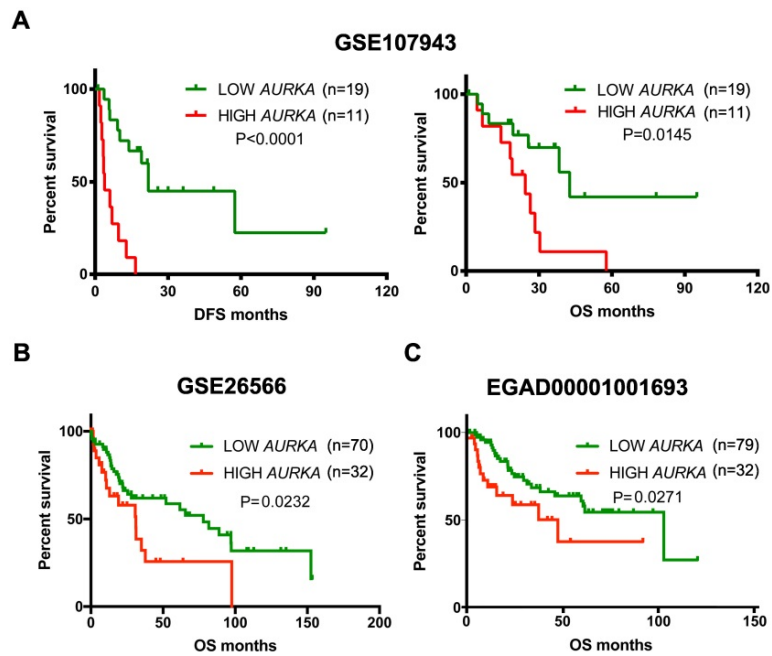 A
GSE107943
Percent survival
100
50
0
LOW AURKA (n=19)
HIGH AURKA (n=11)
P<0.0001
0 30 60 90 120
DFS months
Percent survival
100
50
0
LOW AURKA (n=19)
HIGH AURKA (n=11)
P=0.0145
0 30 60 90 120
OS months
B
GSE26566
Percent survival
100
50
0
LOW AURKA (n=70)
HIGH AURKA (n=32)
P=0.0232
0 50 100 150 200
OS months
C
EGAD00001001693
Percent survival
100
50
0
LOW AURKA (n=79)
HIGH AURKA (n=32)
P=0.0271
0 50 100 150
OS months